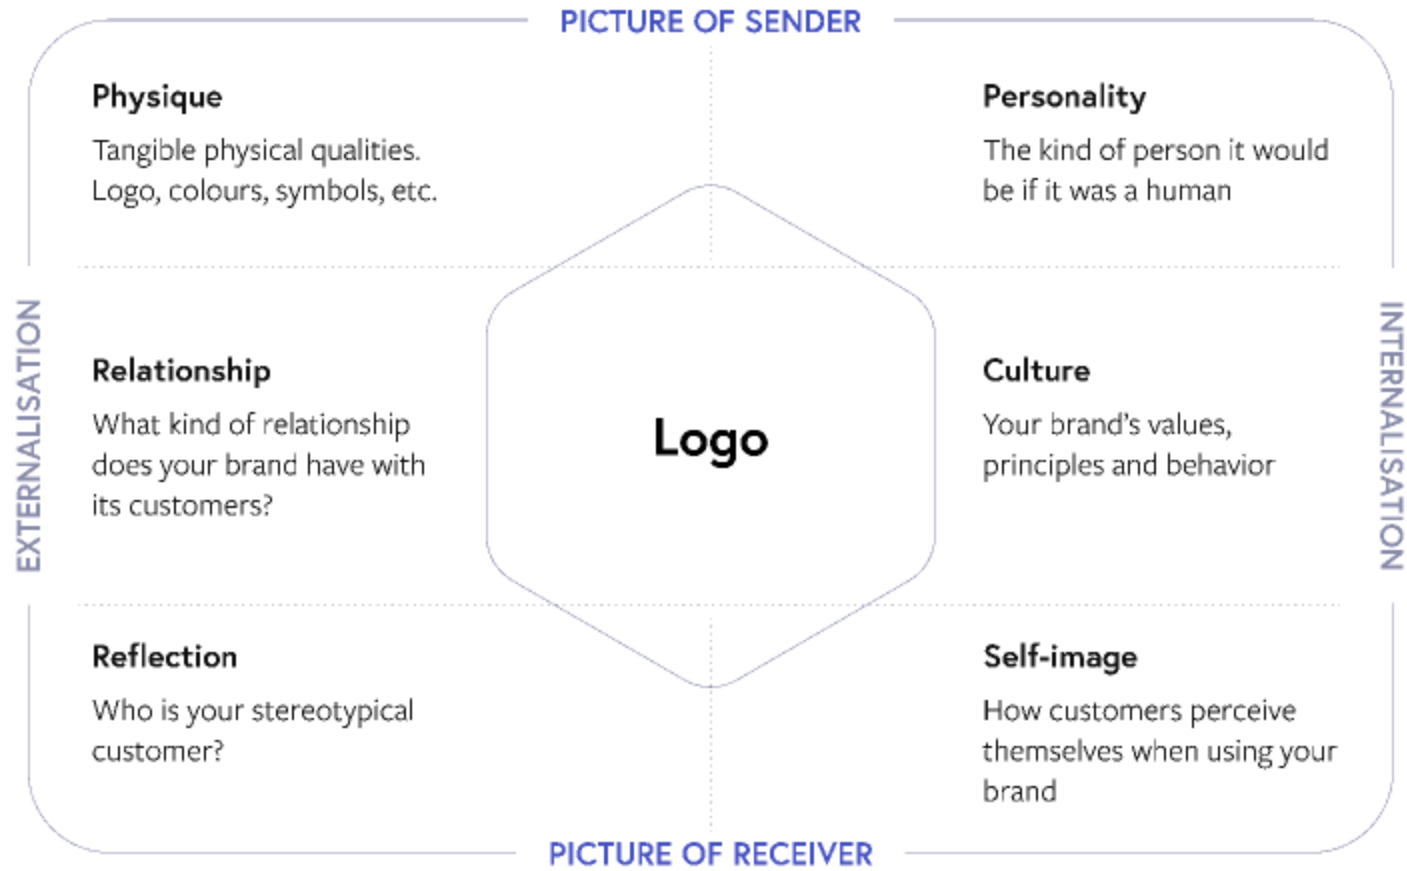 PICTURE OF SENDER
Physique
Tangible physical qualities.
Logo, colours, symbols, etc.
Personality
The kind of person it would
be if it was a human
EXTERNALISATION
Relationship
What kind of relationship
does your brand have with
its customers?
Logo
Culture
Your brand’s values,
principles and behavior
INTERNALISATION
Reflection
Who is your stereotypical
customer?
Self-image
How customers perceive
themselves when using your
brand
PICTURE OF RECEIVER